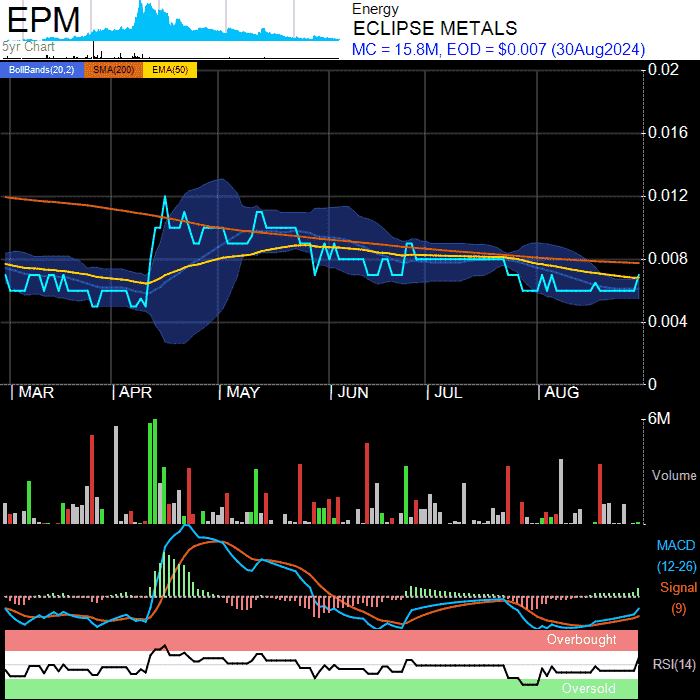 EPM
5yr Chart
Energy
ECLIPSE METALS
MC = 15.8M, EOD = $0.007 (30Aug2024)
BollBands(20,2) SMA(200) EMA(50)
0.02
0.016
0.012
0.008
0.004
0
MAR APR MAY JUN JUL AUG
6M
Volume
MACD
(12-26)
Signal
(9)
Overbought
RSI(14)
Oversold